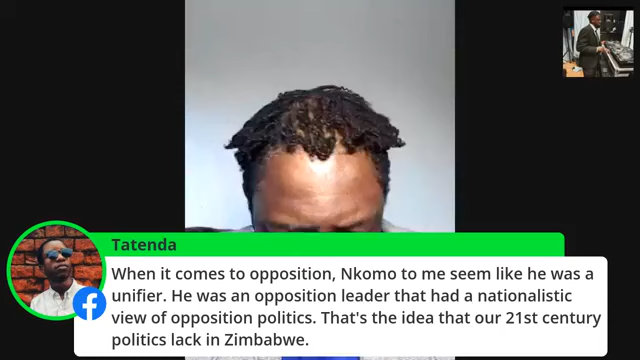 Tatenda
When it comes to opposition, Nkomo to me seem like he was a
unifier. He was an opposition leader that had a nationalistic
view of opposition politics. That's the idea that our 21st century
politics lack in Zimbabwe.